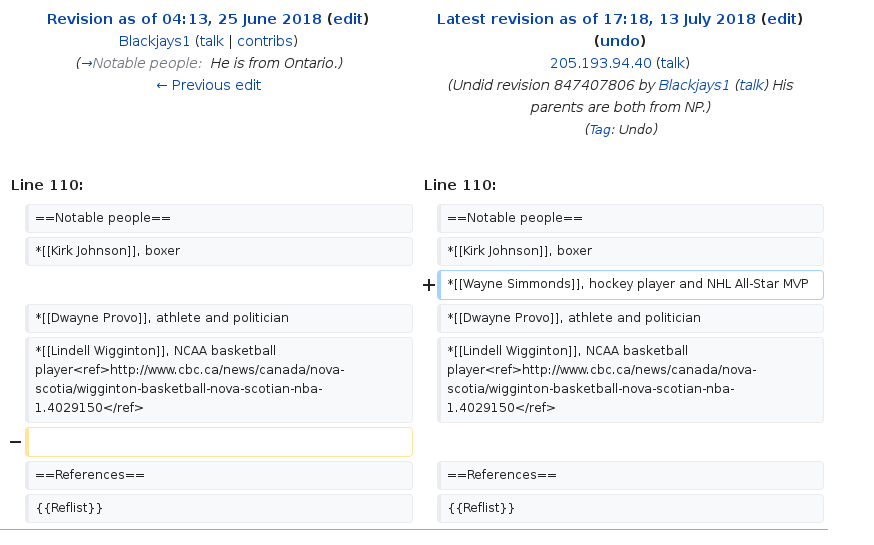 Revision as of 04:13, 25 June 2018 (edit)
Blackjays1 (talk | contribs)
(→Notable people: He is from Ontario.)
← Previous edit
Latest revision as of 17:18, 13 July 2018 (edit)
(undo)
205.193.94.40 (talk)
(Undid revision 847407806 by Blackjays1 (talk) His
parents are both from NP.)
(Tag: Undo)
Line 110:
Line 110:
==Notable people==
==Notable people==
*[[Kirk Johnson]], boxer
*[[Kirk Johnson]], boxer
+ *[[Wayne Simmonds]], hockey player and NHL All-Star MVP
*[[Dwayne Provo]], athlete and politician
*[[Dwayne Provo]], athlete and politician
*[[Lindell Wigginton]], NCAA basketball
player<ref>http://www.cbc.ca/news/canada/nova-
scotia/wigginton-basketball-nova-scotian-nba-
1.4029150</ref>
*[[Lindell Wigginton]], NCAA basketball
player<ref>http://www.cbc.ca/news/canada/nova-
scotia/wigginton-basketball-nova-scotian-nba-
1.4029150</ref>
−
==References==
==References==
{{Reflist}}
{{Reflist}}